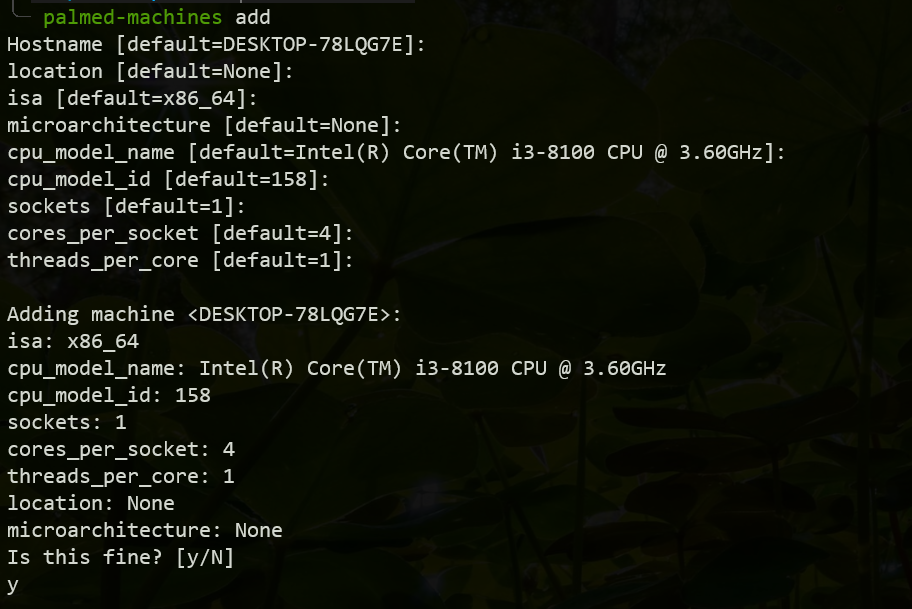 palmed-machines add
Hostname [default=DESKTOP-78LQG7E]:
location [default=None]:
isa [default=x86_64]:
microarchitecture [default=None]:
cpu_model_name [default=Intel(R) Core(TM) i3-8100 CPU @ 3.60GHz]:
cpu_model_id [default=158]:
sockets [default=1]:
cores_per_socket [default=4]:
threads_per_core [default=1]:
Adding machine <DESKTOP-78LQG7E>:
isa: x86_64
cpu_model_name: Intel(R) Core(TM) i3-8100 CPU @ 3.60GHz
cpu_model_id: 158
sockets: 1
cores_per_socket: 4
threads_per_core: 1
location: None
microarchitecture: None
Is this fine? [y/N]
y